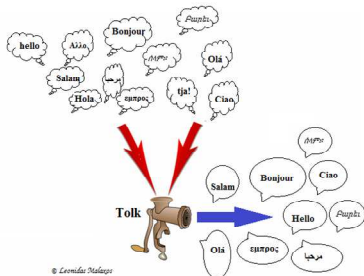 Bonjour
Բարեւ
hello
Алло
Olá
Salam
مرحبا
Hola
εμπρος
tja!
Ciao
Tolk
Salam
Bonjour
Ciao
Hello
Բարեւ
Olá
εμπρος
مرحبا
© Leonidas Malaxos